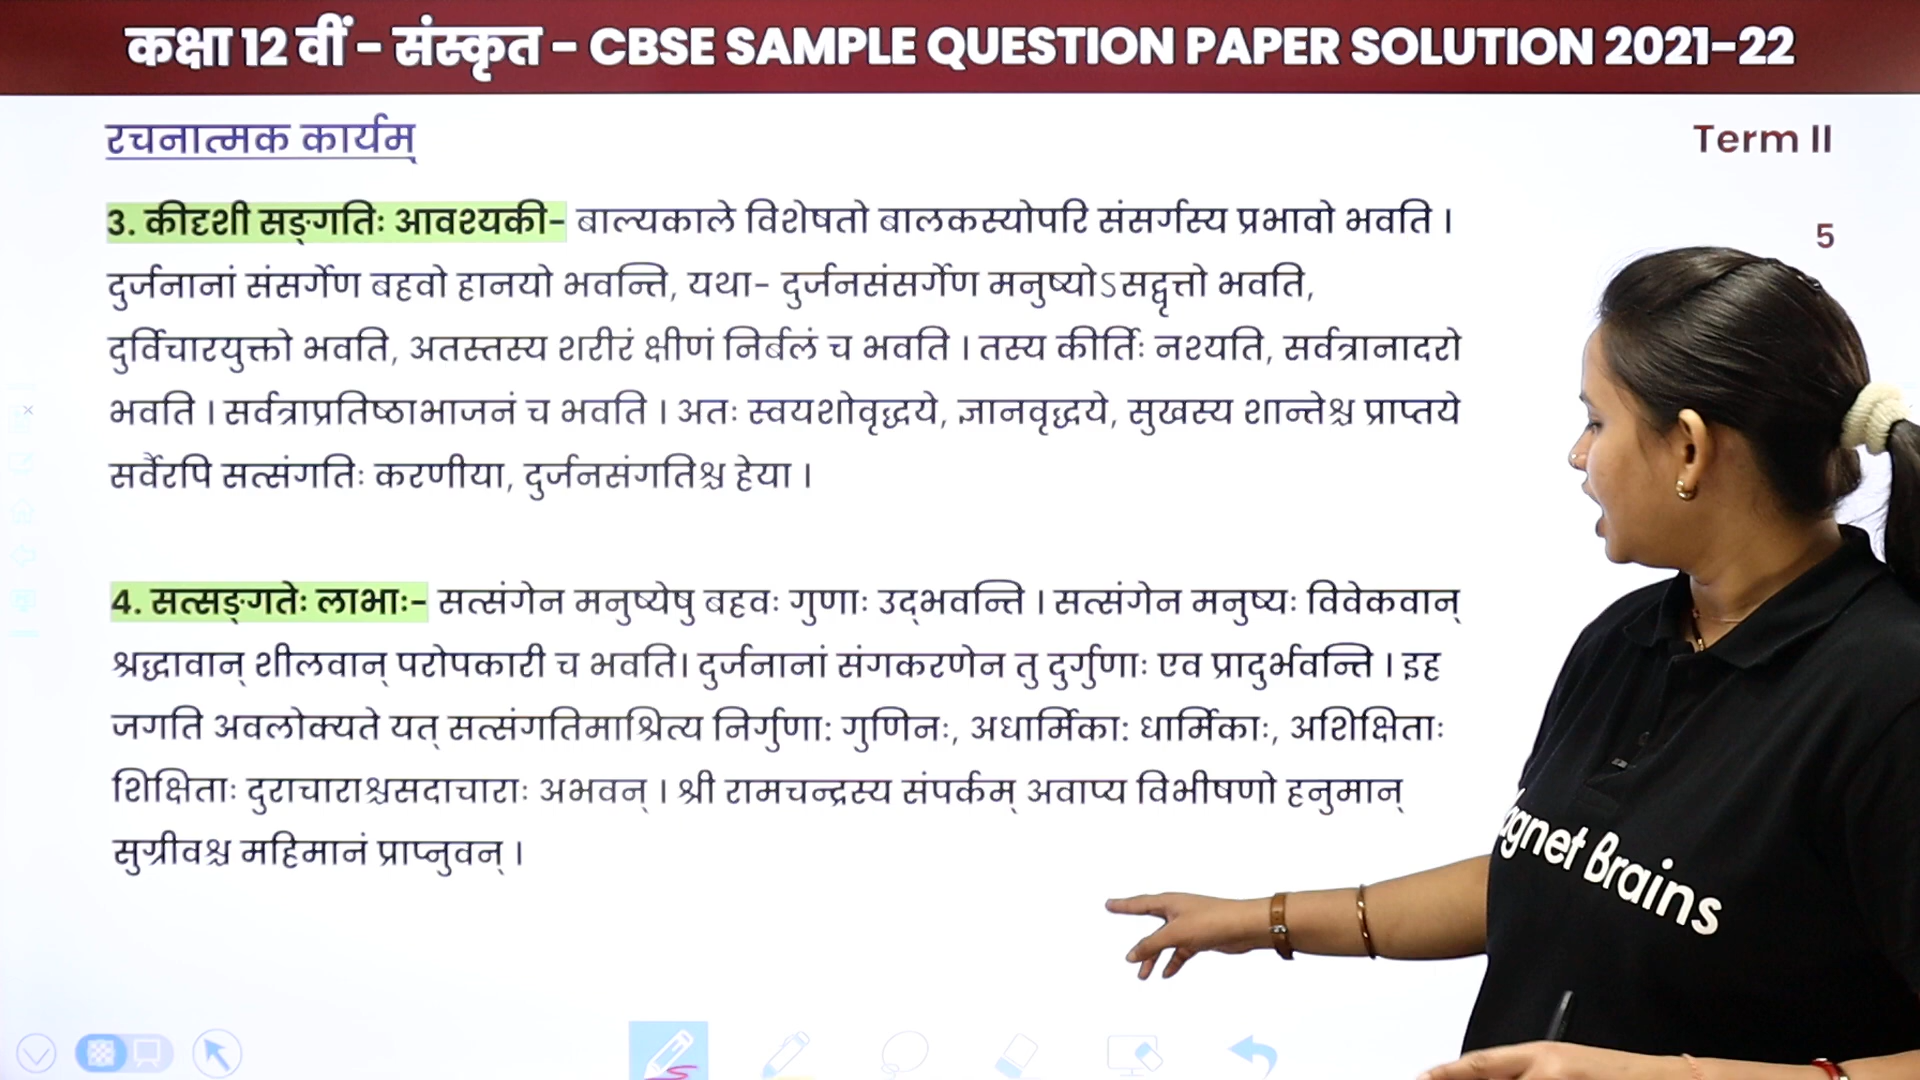 कक्षा 12 वीं - संस्कृत - CBSE SAMPLE QUESTION PAPER SOLUTION 2021-22
रचनात्मक कार्यम्
Term II
3. कीदृशी सङ्गतिः आवश्यकी- बाल्यकाले विशेषतो बालकस्योपरि संसर्गस्य प्रभावो भवति ।
5
दुर्जनानां संसर्गेण बहवो हानयो भवन्ति, यथा- दुर्जनसंसर्गेण मनुष्योऽसद्वृत्तो भवति,
दुर्विचारयुक्तो भवति, अतस्तस्य शरीरं क्षीणं निर्बलं च भवति । तस्य कीर्तिः नश्यति, सर्वत्रानादरो
भवति । सर्वत्राप्रतिष्ठाभाजनं च भवति । अतः स्वयशोवृद्धये, ज्ञानवृद्धये, सुखस्य शान्तेश्च प्राप्तये
सर्वैरपि सत्संगतिः करणीया, दुर्जनसंगतिश्च हेया ।
4. सत्सङ्गतेः लाभाः- सत्संगेन मनुष्येषु बहवः गुणाः उद्भवन्ति । सत्संगेन मनुष्यः विवेकवान्
श्रद्धावान् शीलवान् परोपकारी च भवति। दुर्जनानां संगकरणेन तु दुर्गुणाः एव प्रादुर्भवन्ति । इह
जगति अवलोक्यते यत् सत्संगतिमाश्रित्य निर्गुणा: गुणिनः, अधार्मिका: धार्मिकाः, अशिक्षिताः
शिक्षिताः दुराचाराश्चसदाचाराः अभवन् । श्री रामचन्द्रस्य संपर्कम् अवाप्य विभीषणो हनुमान्
सुग्रीवश्च महिमानं प्राप्नुवन् ।
agnet Brains